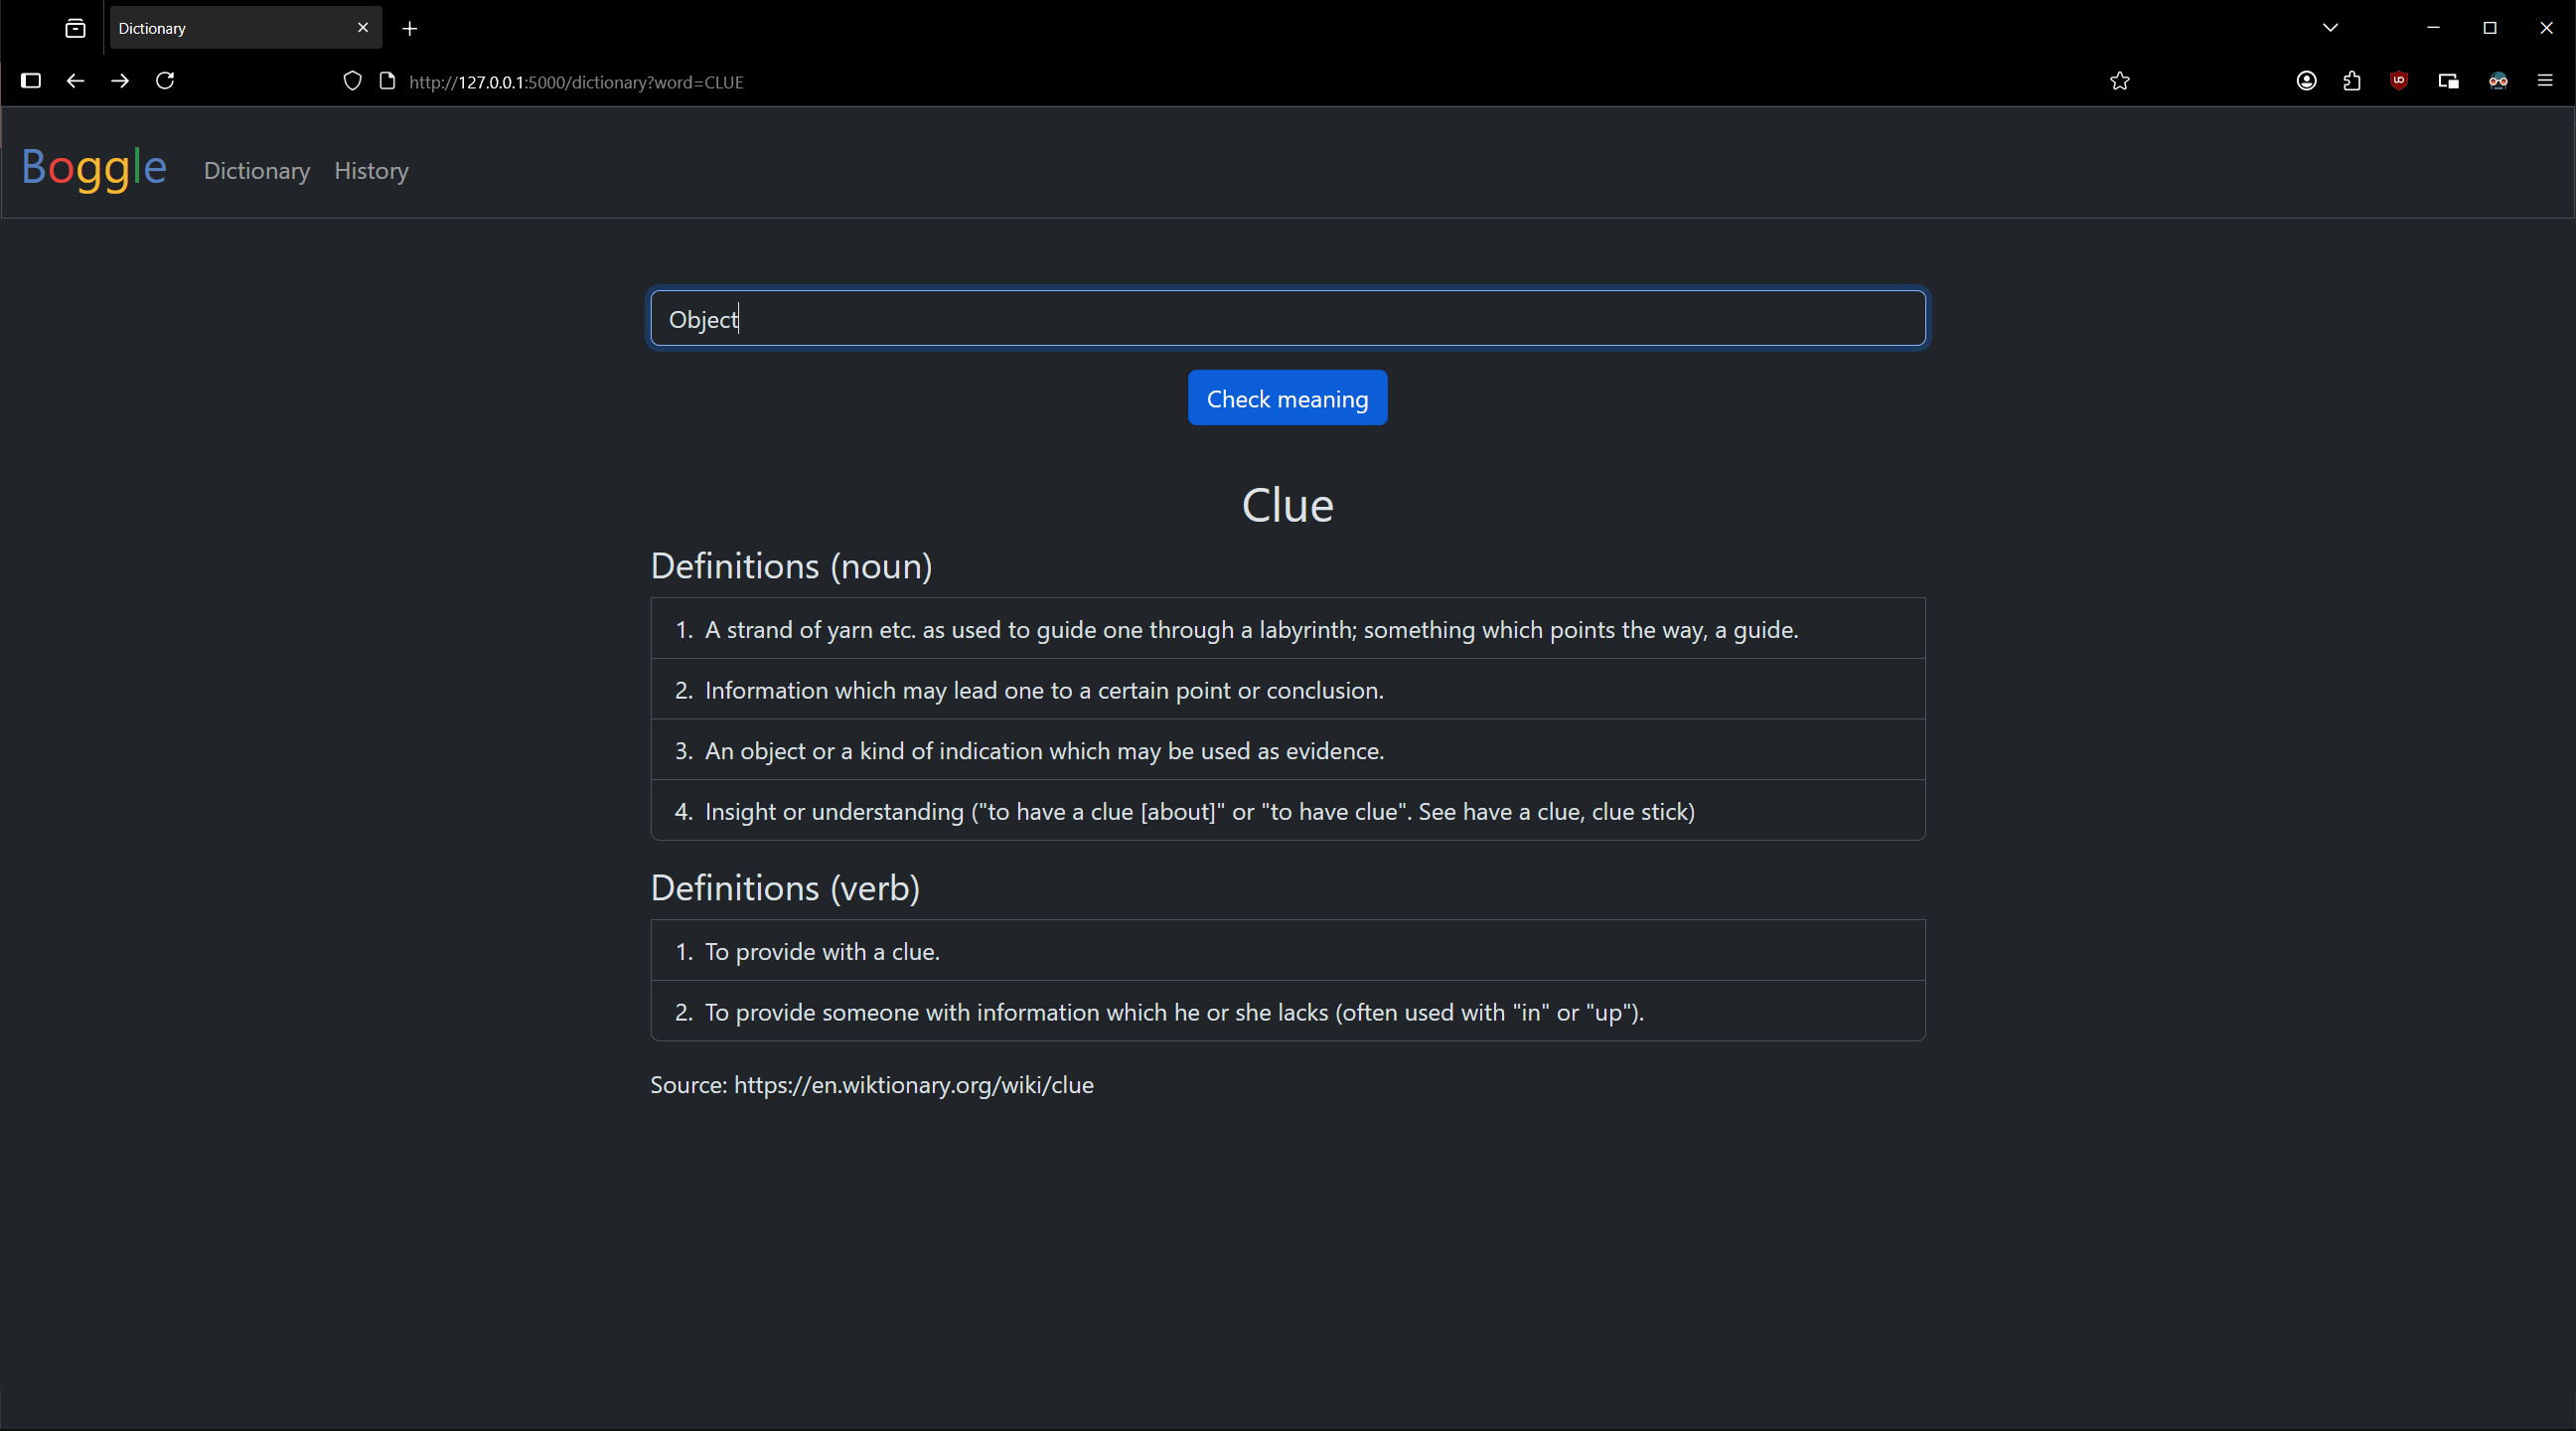 Dictionary
http://127.0.0.1:5000/dictionary?word=CLUE
Boggle Dictionary History
Object
Check meaning
Clue
Definitions (noun)
1. A strand of yarn etc. as used to guide one through a labyrinth; something which points the way, a guide.
2. Information which may lead one to a certain point or conclusion.
3. An object or a kind of indication which may be used as evidence.
4. Insight or understanding ("to have a clue [about]" or "to have clue". See have a clue, clue stick)
Definitions (verb)
1. To provide with a clue.
2. To provide someone with information which he or she lacks (often used with "in" or "up").
Source: https://en.wiktionary.org/wiki/clue